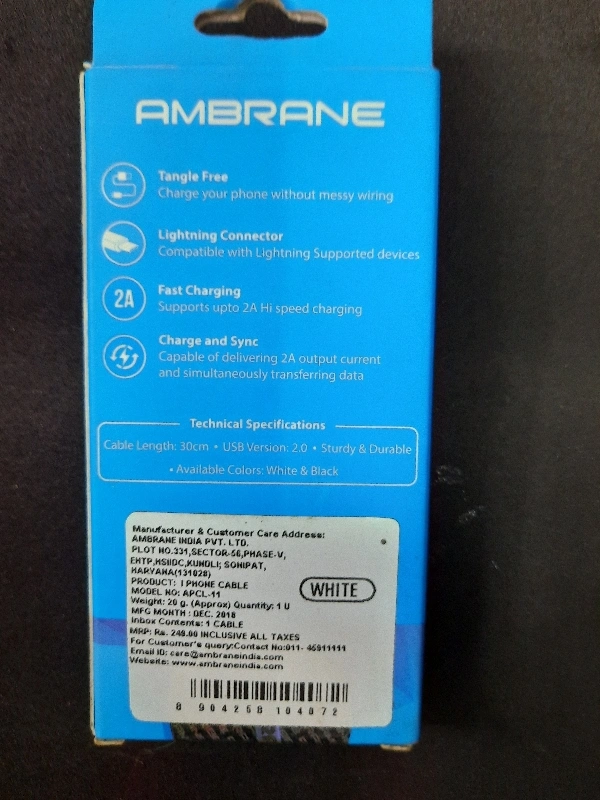 AMBRANE
Tangle Free
Charge your phone without messy wiring
Lightning Connector
Compatible with Lightning Supported devices
2A
Fast Charging
Supports upto 2A Hi speed charging
Charge and Sync
Capable of delivering 2A output current
and simultaneously transferring data
Technical Specifications
Cable Length: 30cm • USB Version: 2.0 • Sturdy & Durable
• Available Colors: White & Black
Manufacturer & Customer Care Address:
AMBRANE INDIA PVT. LTD.
PLOT NO.331,SECTOR-56,PHASE-V,
EHTP,HSIIDC,KUNDLI; SONIPAT,
HARYANA(131028)
PRODUCT: I PHONE CABLE
MODEL NO: APCL-11
WHITE
Weight: 20 g. (Approx) Quantity: 1 U
MFG MONTH : DEC. 2018
Inbox Contents: 1 CABLE
MRP: Rs. 249.00 INCLUSIVE ALL TAXES
For Customer's query:Contact No:011- 45911111
Email ID: care@ambraneindia.com
Website: www.ambraneindia.com
8 904258 104072